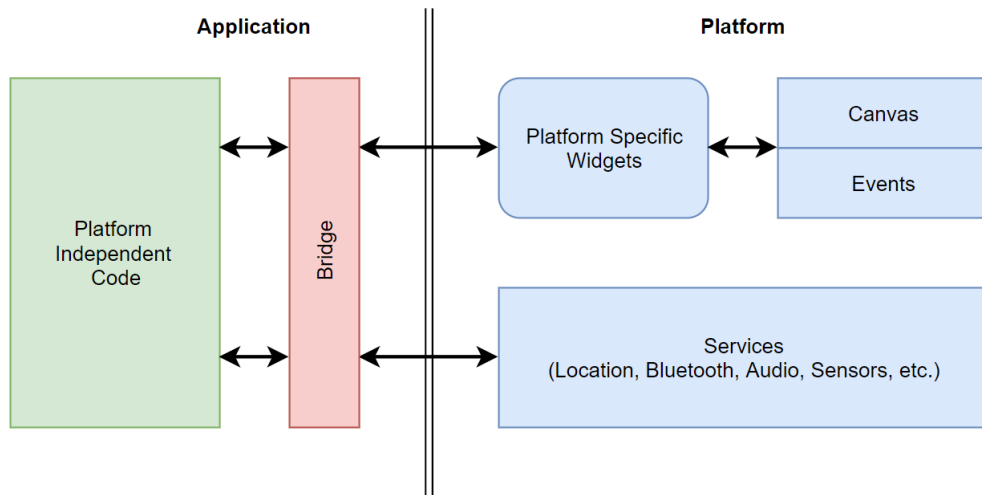 Application
Platform
Platform
Independent
Code
Bridge
Platform Specific
Widgets
Canvas
Events
Services
(Location, Bluetooth, Audio, Sensors, etc.)